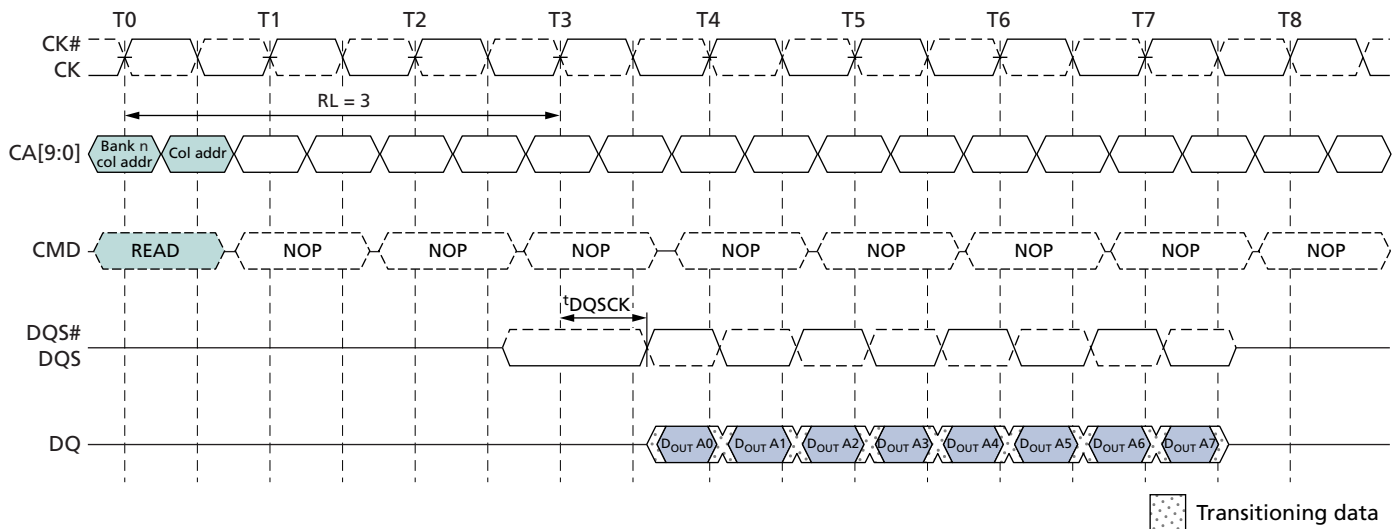 T0 T1 T2 T3 T4 T5 T6 T7 T8
CK#
CK
RL = 3
CA[9:0] Bank n col addr Col addr
CMD READ NOP NOP NOP NOP NOP NOP NOP NOP
tDQSCK
DQS#
DQS
DQ DOUT A0 DOUT A1 DOUT A2 DOUT A3 DOUT A4 DOUT A5 DOUT A6 DOUT A7
Transitioning data